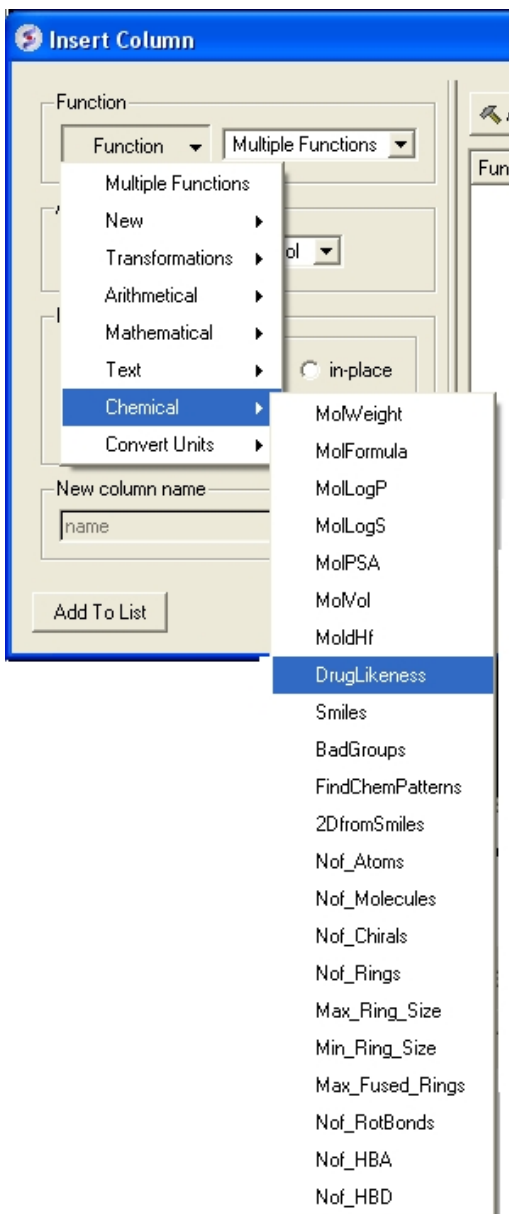 Insert Column
Function
Function Multiple Functions
Fun
Multiple Functions
New
Transformations
ol
Arithmetical
Mathematical
Text
in-place
Chemical
Convert Units
New column name
name
Add To List
MolWeight
MolFormula
MolLogP
MolLogS
MolPSA
MolVol
MoldHf
DrugLikeness
Smiles
BadGroups
FindChemPatterns
2DfromSmiles
Nof_Atoms
Nof_Molecules
Nof_Chirals
Nof_Rings
Max_Ring_Size
Min_Ring_Size
Max_Fused_Rings
Nof_RotBonds
Nof_HBA
Nof_HBD